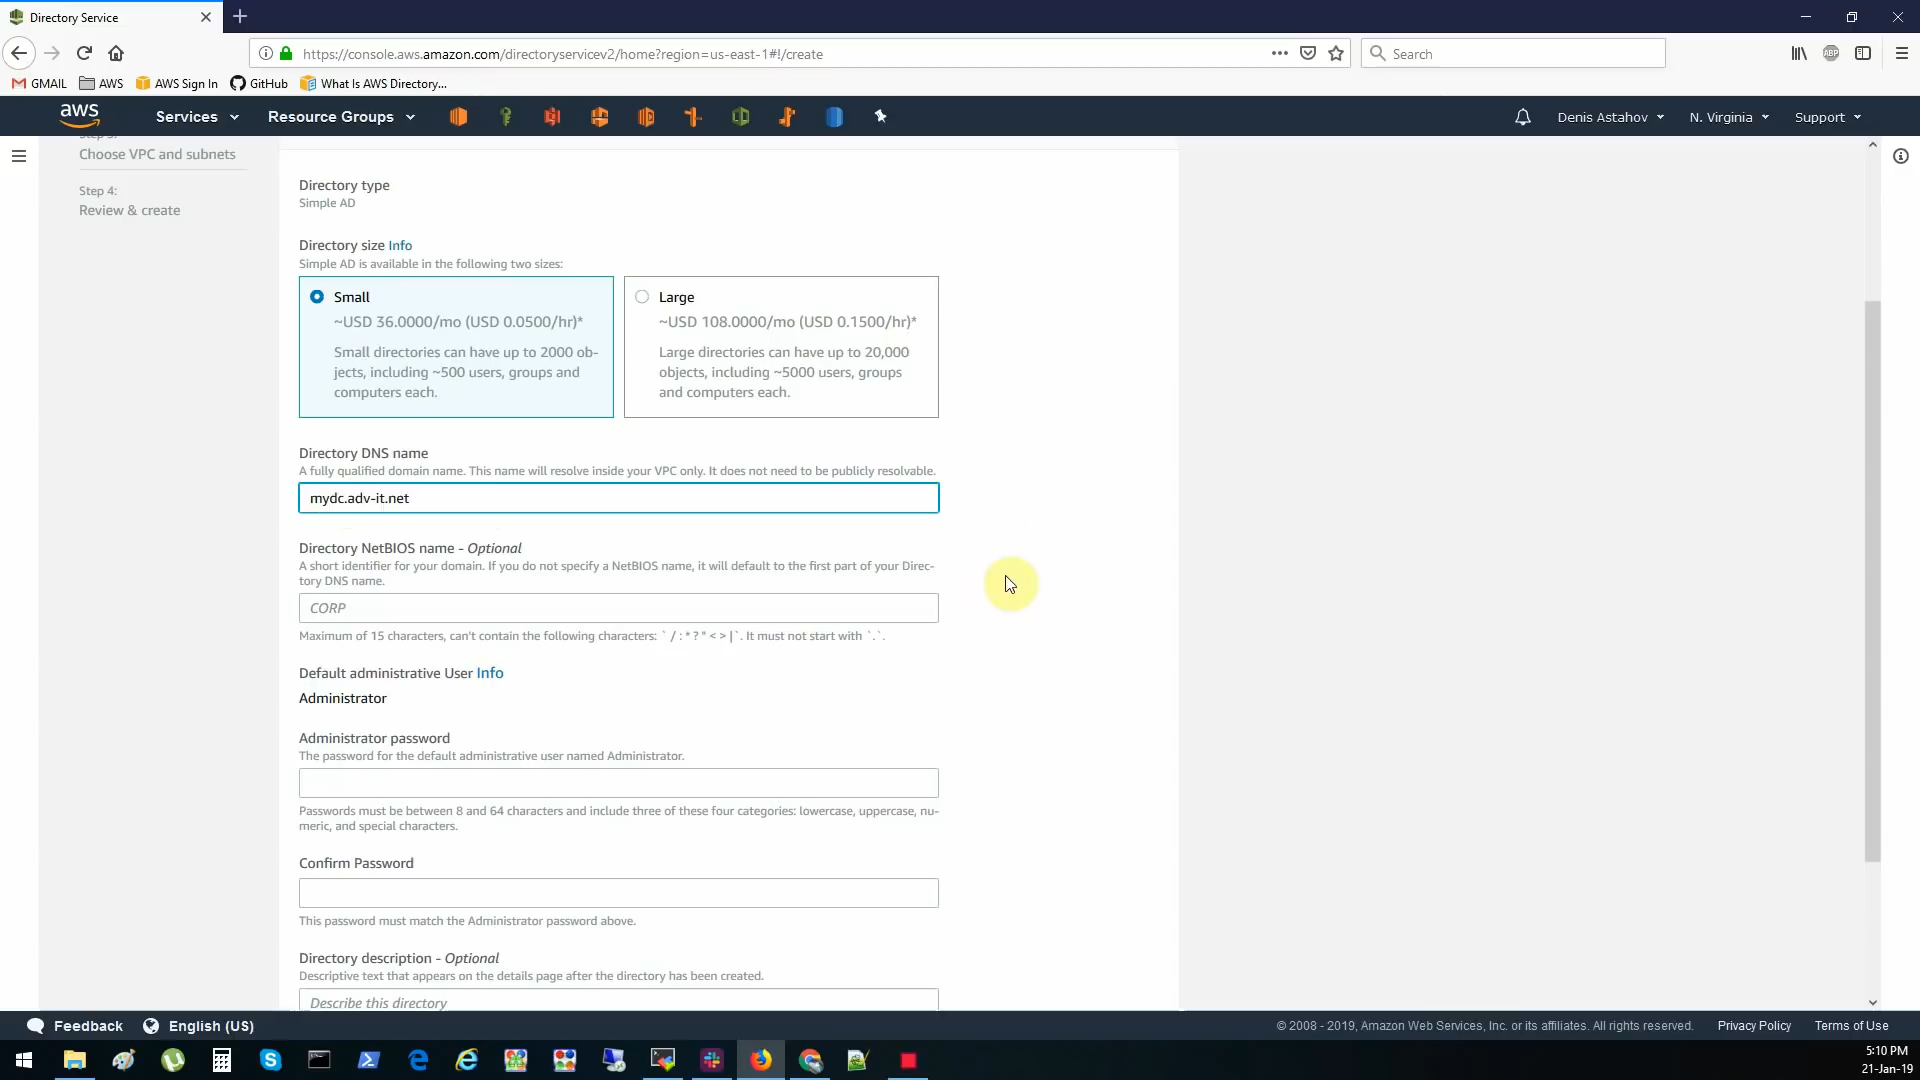 Directory Service
https://console.aws.amazon.com/directoryservicev2/home?region=us-east-1#!/create
Search
GMAIL
AWS
AWS Sign In
GitHub
What Is AWS Directory...
aws
Services
Resource Groups
Denis Astahov
N. Virginia
Support
Step 3:
Choose VPC and subnets
Step 4:
Review & create
Directory type
Simple AD
Directory size Info
Simple AD is available in the following two sizes:
Small
~USD 36.0000/mo (USD 0.0500/hr)*
Small directories can have up to 2000 ob-
jects, including ~500 users, groups and
computers each.
Large
~USD 108.0000/mo (USD 0.1500/hr)*
Large directories can have up to 20,000
objects, including ~5000 users, groups
and computers each.
Directory DNS name
A fully qualified domain name. This name will resolve inside your VPC only. It does not need to be publicly resolvable.
mydc.adv-it.net
Directory NetBIOS name - Optional
A short identifier for your domain. If you do not specify a NetBIOS name, it will default to the first part of your Direc-
tory DNS name.
CORP
Maximum of 15 characters, can't contain the following characters: ` / : * ? " < > |`. It must not start with `.`.
Default administrative User Info
Administrator
Administrator password
The password for the default administrative user named Administrator.
Passwords must be between 8 and 64 characters and include three of these four categories: lowercase, uppercase, nu-
meric, and special characters.
Confirm Password
This password must match the Administrator password above.
Directory description - Optional
Descriptive text that appears on the details page after the directory has been created.
Describe this directory
Feedback
English (US)
© 2008 - 2019, Amazon Web Services, Inc. or its affiliates. All rights reserved.
Privacy Policy
Terms of Use
5:10 PM
21-Jan-19